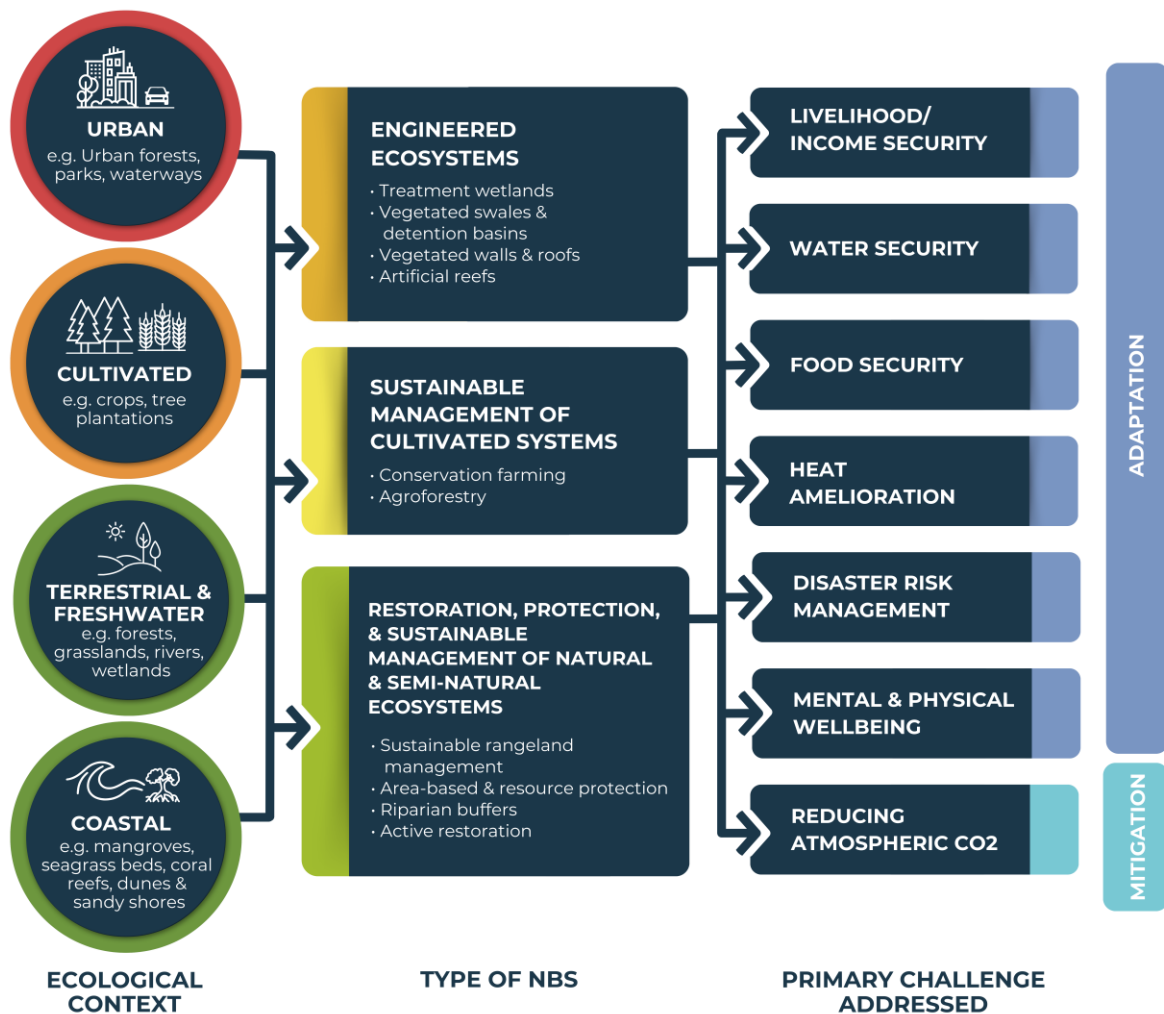 URBAN
e.g. Urban forests,
parks, waterways
CULTIVATED
e.g. crops, tree
plantations
TERRESTRIAL &
FRESHWATER
e.g. forests,
grasslands, rivers,
wetlands
COASTAL
e.g. mangroves,
seagrass beds, coral
reefs, dunes &
sandy shores
ECOLOGICAL
CONTEXT
ENGINEERED
ECOSYSTEMS
· Treatment wetlands
· Vegetated swales &
detention basins
· Vegetated walls & roofs
· Artificial reefs
SUSTAINABLE
MANAGEMENT OF
CULTIVATED SYSTEMS
· Conservation farming
· Agroforestry
RESTORATION, PROTECTION,
& SUSTAINABLE
MANAGEMENT OF NATURAL
& SEMI-NATURAL
ECOSYSTEMS
· Sustainable rangeland
management
· Area-based & resource protection
· Riparian buffers
· Active restoration
TYPE OF NBS
LIVELIHOOD/
INCOME SECURITY
WATER SECURITY
FOOD SECURITY
HEAT
AMELIORATION
DISASTER RISK
MANAGEMENT
MENTAL & PHYSICAL
WELLBEING
REDUCING
ATMOSPHERIC CO2
PRIMARY CHALLENGE
ADDRESSED
ADAPTATION
MITIGATION